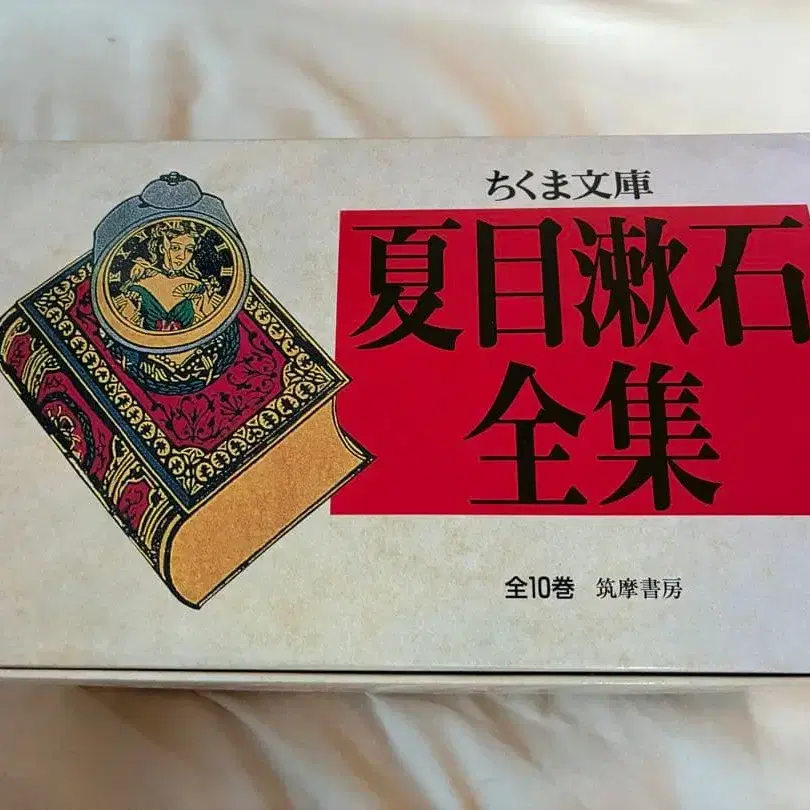 ちくま文庫
夏目漱石
全集
全10巻 筑摩書房